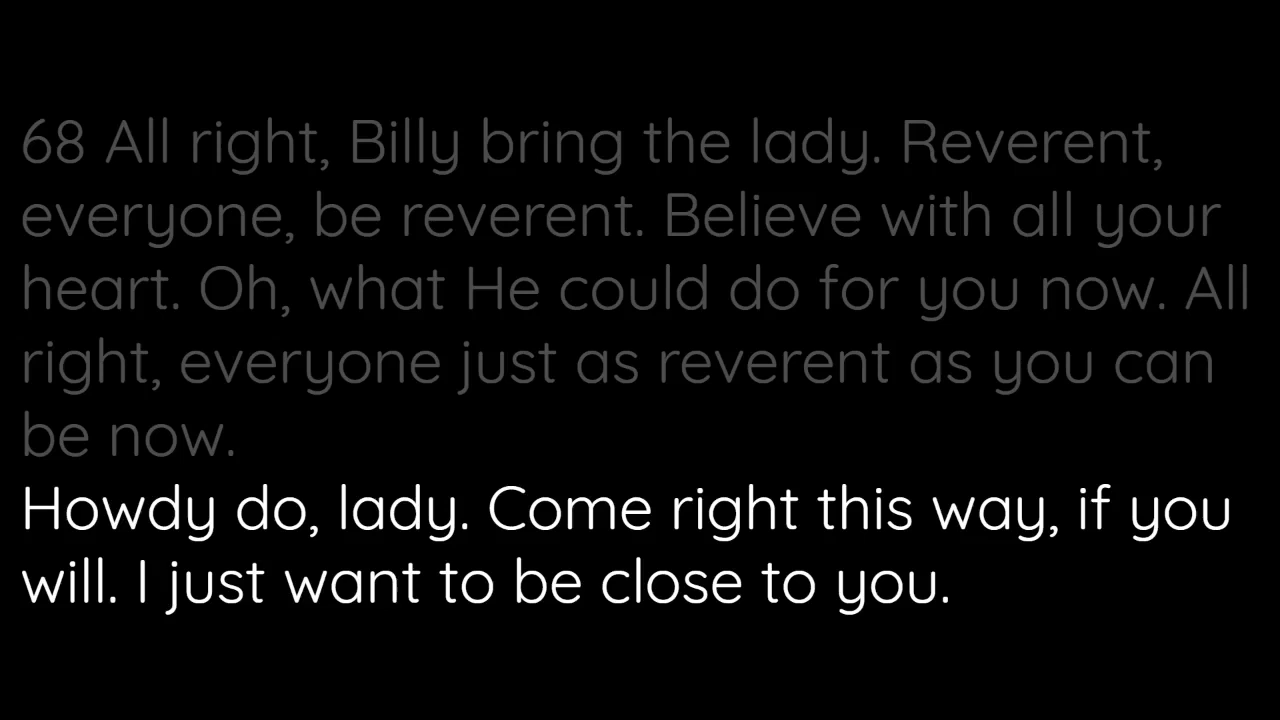 68 All right, Billy bring the lady. Reverent,
everyone, be reverent. Believe with all your
heart. Oh, what He could do for you now. All
right, everyone just as reverent as you can
be now.
Howdy do, lady. Come right this way, if you
will. I just want to be close to you.